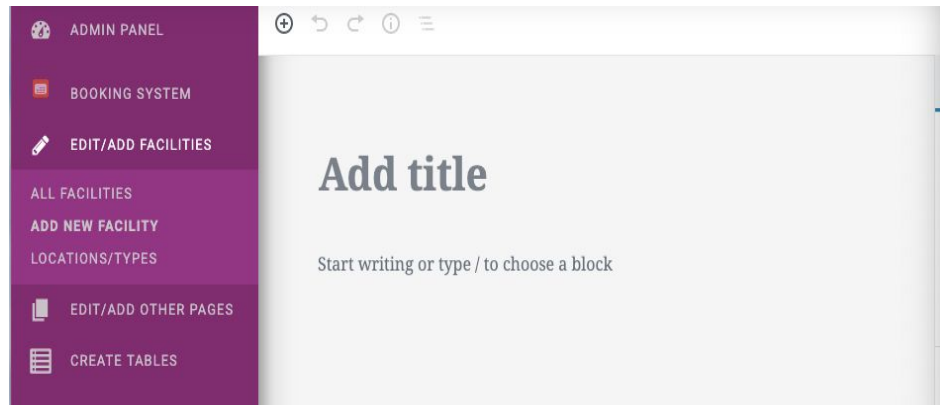 ADMIN PANEL
BOOKING SYSTEM
EDIT/ADD FACILITIES
ALL FACILITIES
ADD NEW FACILITY
LOCATIONS/TYPES
EDIT/ADD OTHER PAGES
CREATE TABLES
Add title
Start writing or type / to choose a block